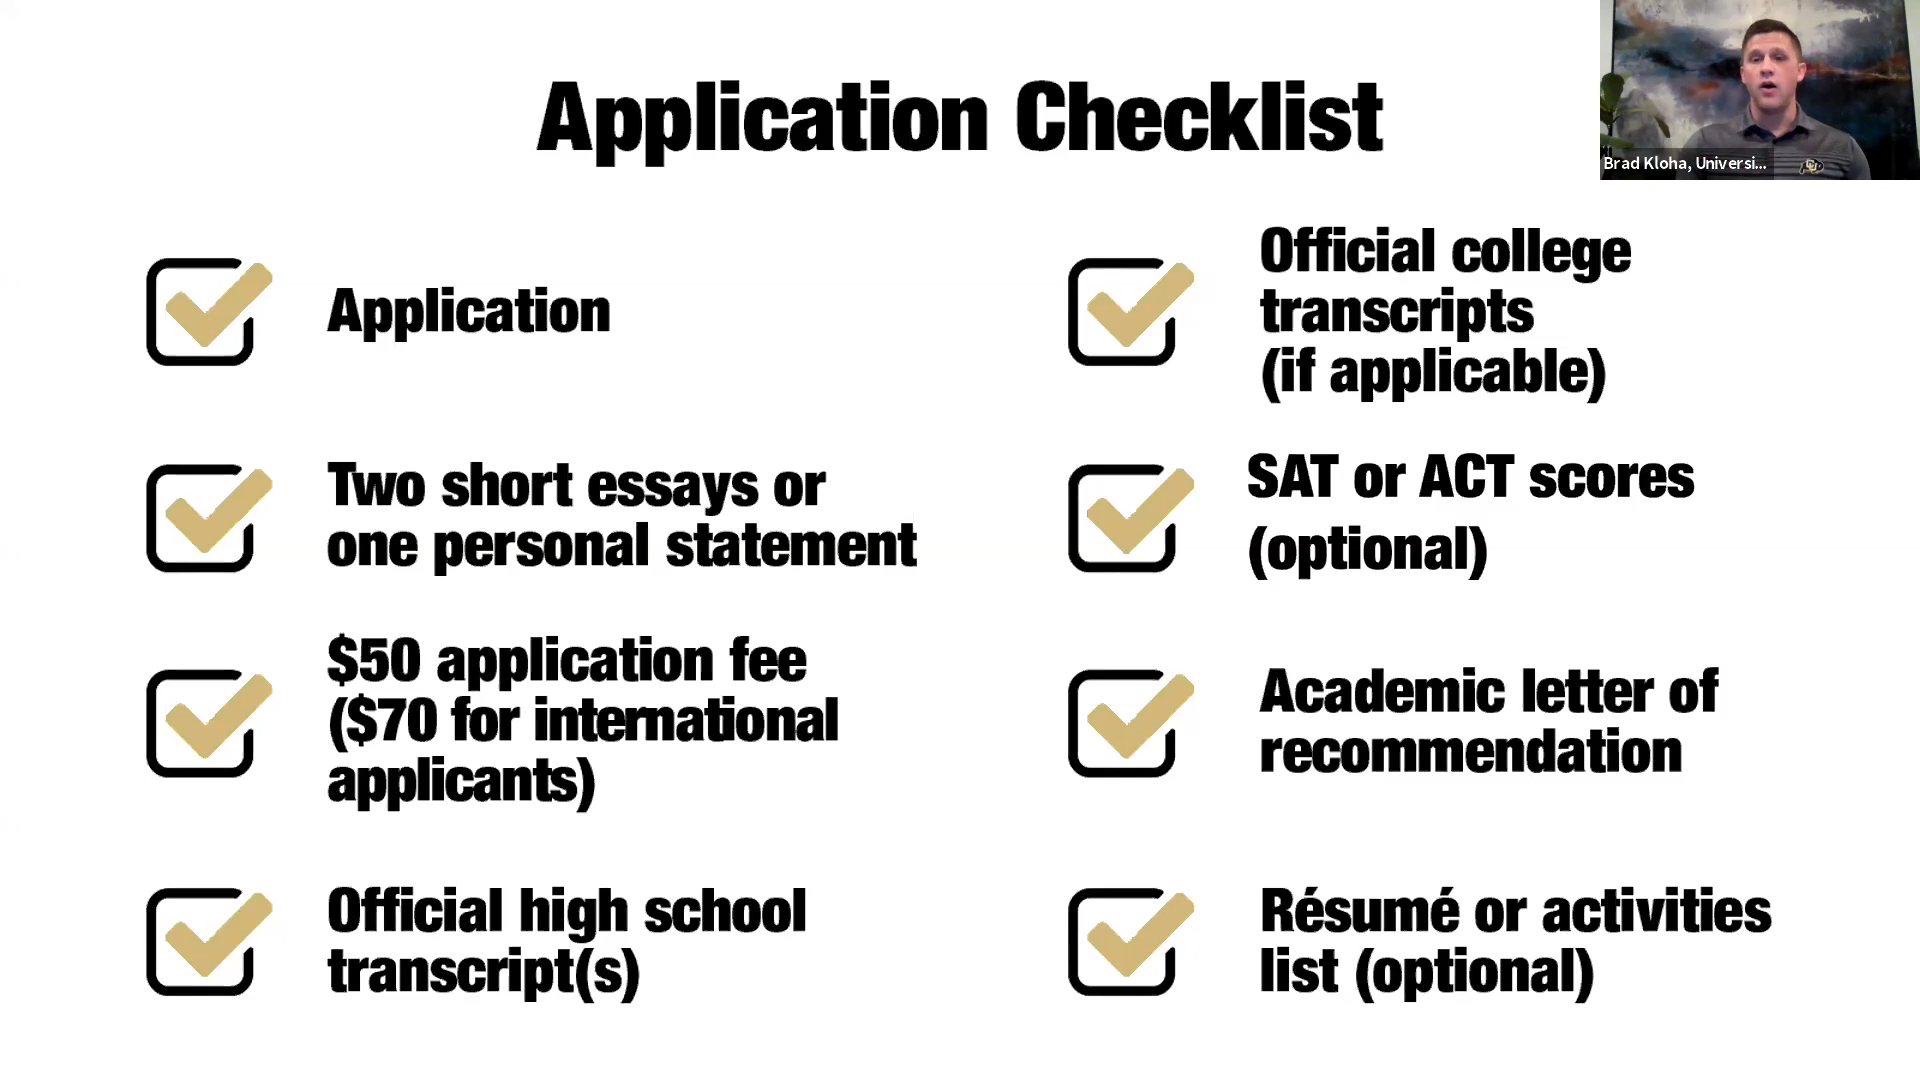 Application Checklist
Brad Kloha, Universi...
Application
Two short essays or
one personal statement
$50 application fee
($70 for international
applicants)
Official high school
transcript(s)
Official college
transcripts
(if applicable)
SAT or ACT scores
(optional)
Academic letter of
recommendation
Résumé or activities
list (optional)
CU